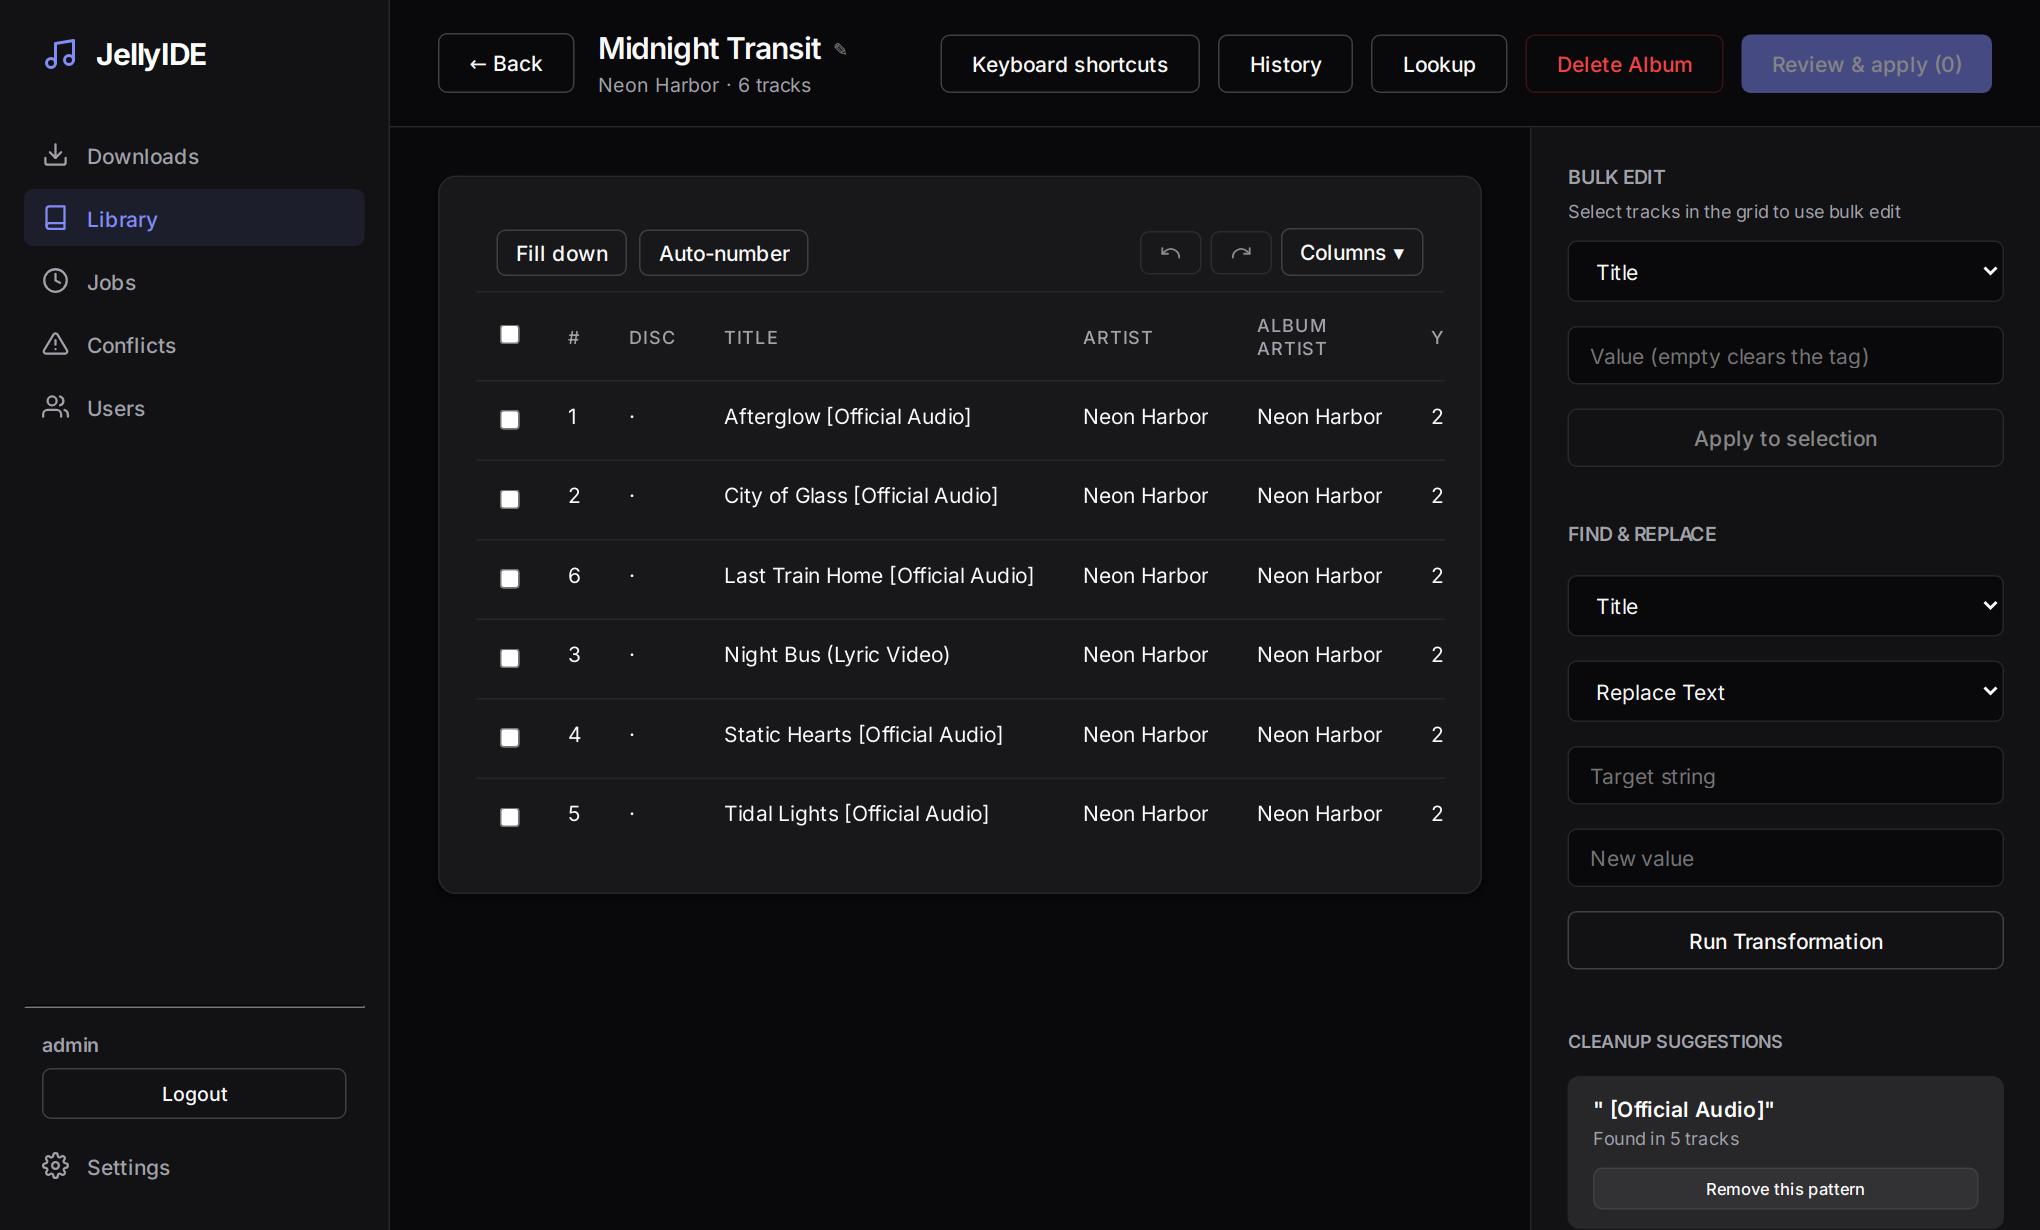 JellyIDE
Downloads
Library
Jobs
Conflicts
Users
admin
Logout
Settings
← Back
Midnight Transit ✎
Neon Harbor · 6 tracks
Keyboard shortcuts
History
Lookup
Delete Album
Review & apply (0)
Fill down
Auto-number
Columns ▾
# DISC TITLE ARTIST ALBUM ARTIST Y
1 · Afterglow [Official Audio] Neon Harbor Neon Harbor 2
2 · City of Glass [Official Audio] Neon Harbor Neon Harbor 2
6 · Last Train Home [Official Audio] Neon Harbor Neon Harbor 2
3 · Night Bus (Lyric Video) Neon Harbor Neon Harbor 2
4 · Static Hearts [Official Audio] Neon Harbor Neon Harbor 2
5 · Tidal Lights [Official Audio] Neon Harbor Neon Harbor 2
BULK EDIT
Select tracks in the grid to use bulk edit
Title
Value (empty clears the tag)
Apply to selection
FIND & REPLACE
Title
Replace Text
Target string
New value
Run Transformation
CLEANUP SUGGESTIONS
" [Official Audio]"
Found in 5 tracks
Remove this pattern